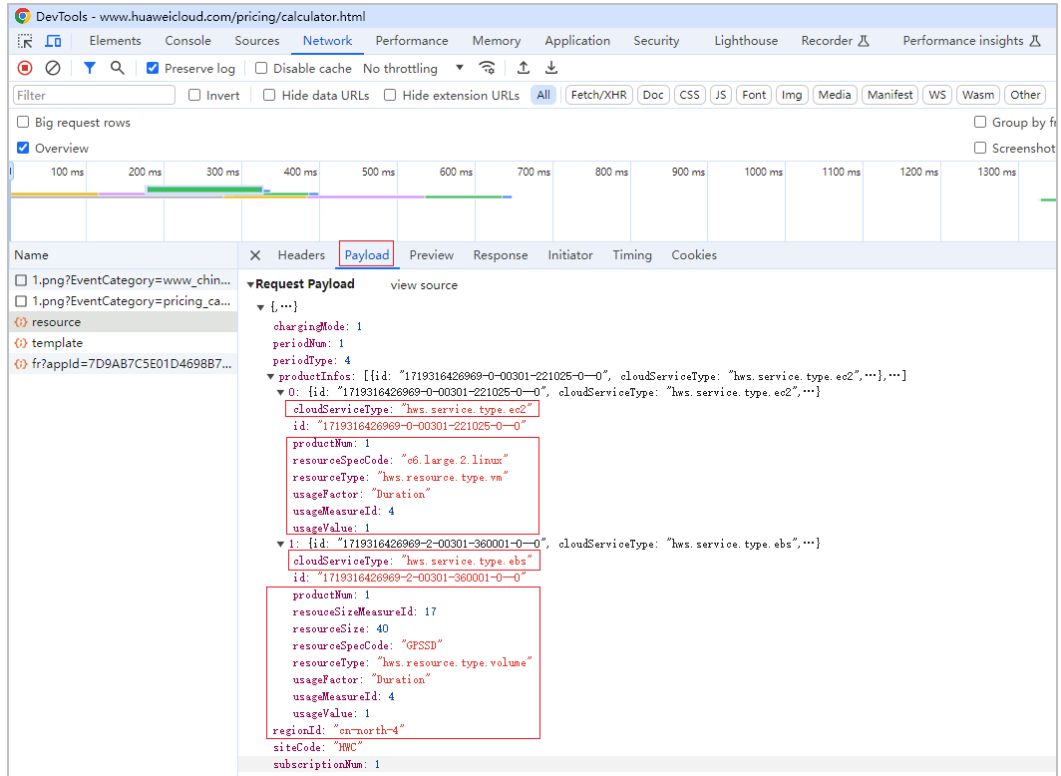 DevTools - www.huaweicloud.com/pricing/calculator.html
Elements Console Sources Network Performance Memory Application Security Lighthouse Recorder Performance insights
Preserve log Disable cache No throttling
Filter Invert Hide data URLs Hide extension URLs All Fetch/XHR Doc CSS JS Font Img Media Manifest WS Wasm Other
Big request rows Group by fr
Overview Screenshot
100 ms 200 ms 300 ms 400 ms 500 ms 600 ms 700 ms 800 ms 900 ms 1000 ms 1100 ms 1200 ms 1300 ms
Name
1.png?EventCategory=www_chin...
1.png?EventCategory=pricing_ca...
resource
template
fr?appId=7D9AB7C5E01D4698B7...
Headers Payload Preview Response Initiator Timing Cookies
▼Request Payload view source
▼ {,…}
chargingMode: 1
periodNum: 1
periodType: 4
▼ productInfos: [{id: "1719316426969-0-00301-221025-0--0", cloudServiceType: "hws.service.type.ec2",…},…]
▼ 0: {id: "1719316426969-0-00301-221025-0--0", cloudServiceType: "hws.service.type.ec2",…}
cloudServiceType: "hws.service.type.ec2"
id: "1719316426969-0-00301-221025-0--0"
productNum: 1
resourceSpecCode: "c6.large.2.linux"
resourceType: "hws.resource.type.vm"
usageFactor: "Duration"
usageMeasureId: 4
usageValue: 1
▼ 1: {id: "1719316426969-2-00301-360001-0--0", cloudServiceType: "hws.service.type.ebs",…}
cloudServiceType: "hws.service.type.ebs"
id: "1719316426969-2-00301-360001-0--0"
productNum: 1
resouceSizeMeasureId: 17
resourceSize: 40
resourceSpecCode: "GPSSD"
resourceType: "hws.resource.type.volume"
usageFactor: "Duration"
usageMeasureId: 4
usageValue: 1
regionId: "cn-north-4"
siteCode: "HWC"
subscriptionNum: 1